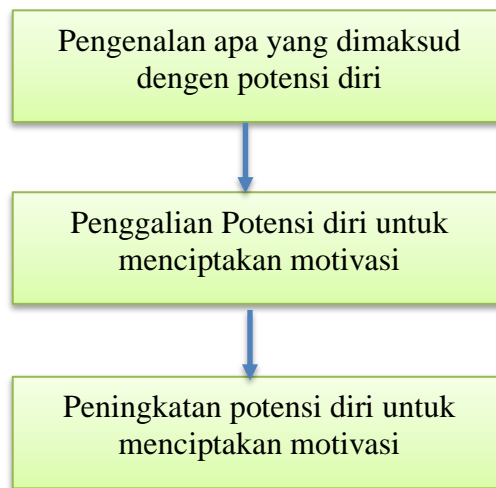 Pengenalan apa yang dimaksud
dengen potensi diri
Penggalian Potensi diri untuk
menciptakan motivasi
Peningkatan potensi diri untuk
menciptakan motivasi